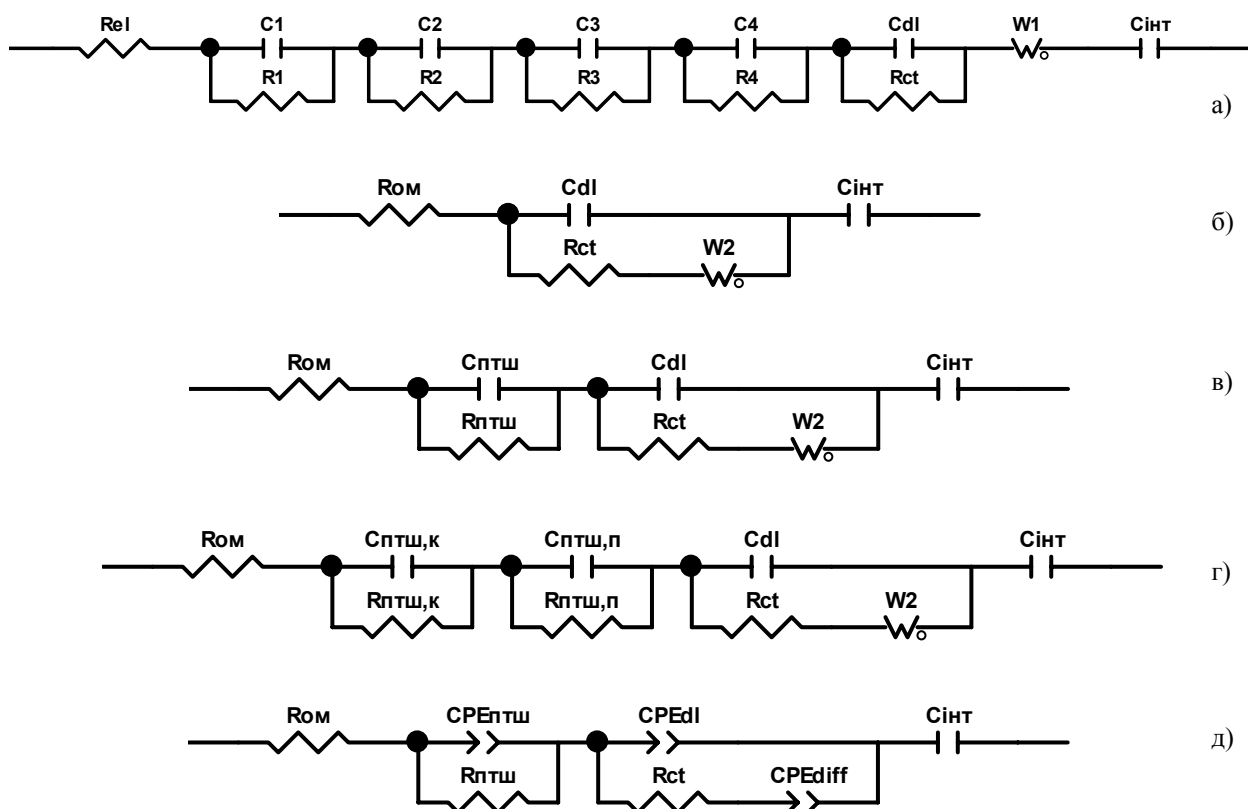 Rel C1 C2 C3 C4 Cdl W1 Cінт
R1 R2 R3 R4 Rct
а)
Rом Cdl Cінт
б)
Rct W2
Rом Cптш Cdl Cінт
в)
Rптш Rct W2
Rом Cптш,к Cптш,п Cdl Cінт
г)
Rптш,к Rптш,п Rct W2
Rом CPEптш CPEdl Cінт
д)
Rптш Rct CPEdiff